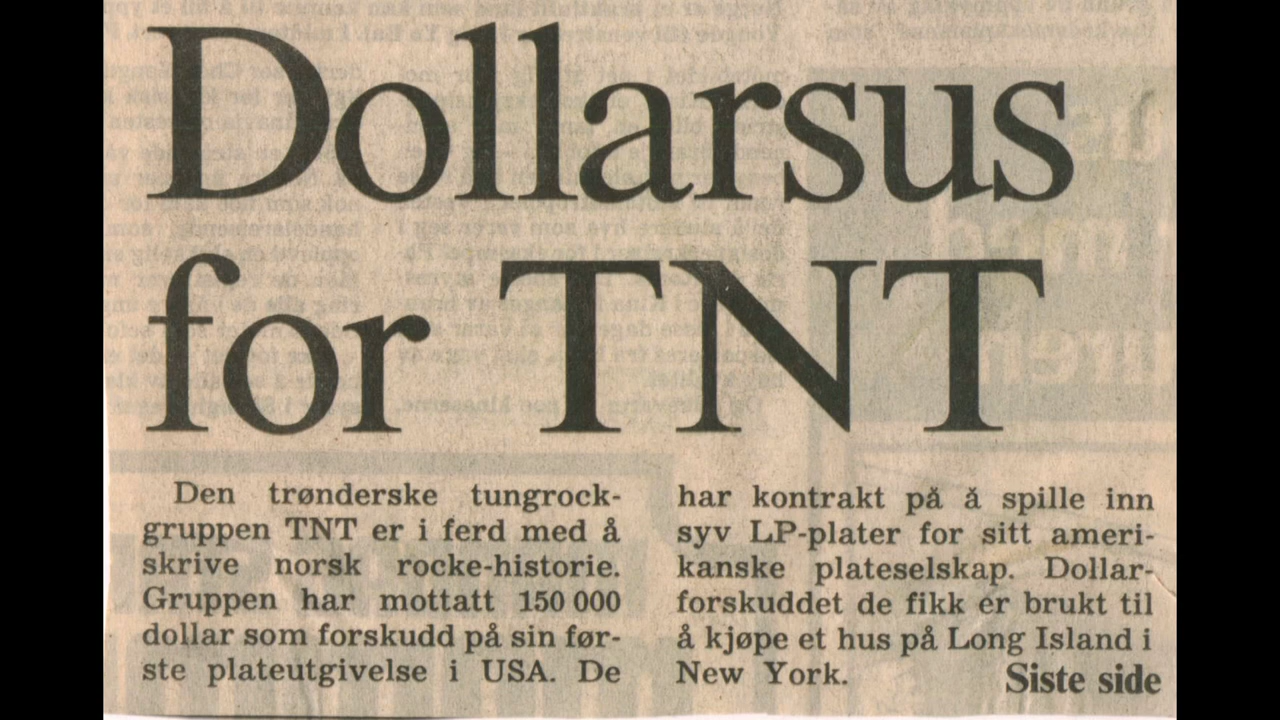 Dollarsus
for TNT
Den trønderske tungrock-
gruppen TNT er i ferd med å
skrive norsk rocke-historie.
Gruppen har mottatt 150 000
dollar som forskudd på sin før-
ste plateutgivelse i USA. De
har kontrakt på å spille inn
syv LP-plater for sitt ameri-
kanske plateselskap. Dollar-
forskuddet de fikk er brukt til
å kjøpe et hus på Long Island i
New York.
Siste side